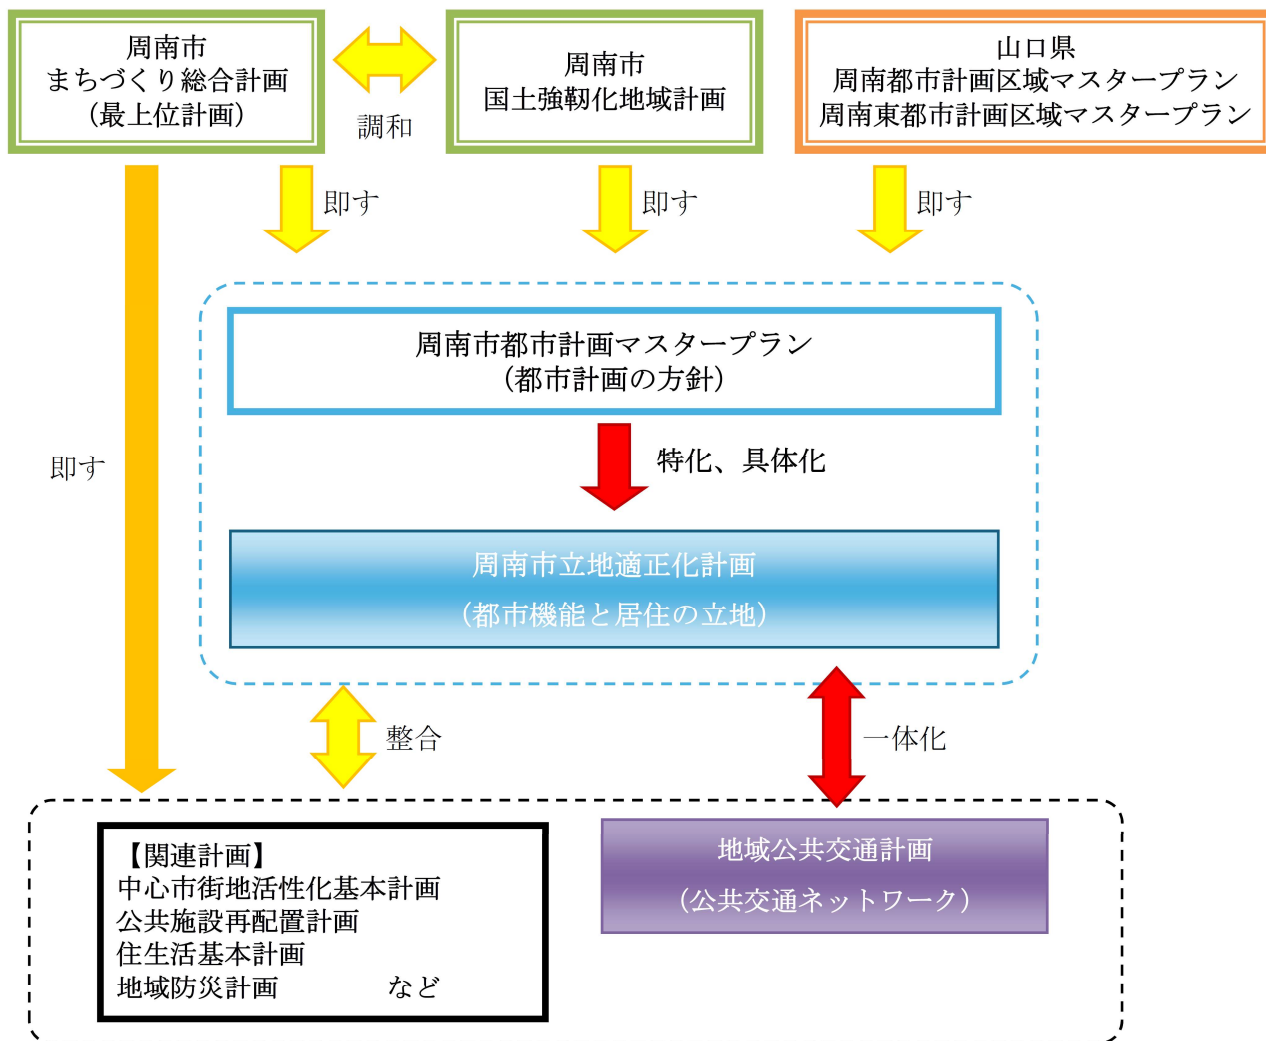 周南市
まちづくり総合計画
（最上位計画）
調和
周南市
国土強靱化地域計画
山口県
周南都市計画区域マスタープラン
周南東都市計画区域マスタープラン
即す
即す
即す
周南市都市計画マスタープラン
（都市計画の方針）
即す
特化、具体化
周南市立地適正化計画
（都市機能と居住の立地）
整合
一体化
【関連計画】
中心市街地活性化基本計画
公共施設再配置計画
住生活基本計画
地域防災計画　　　　など
地域公共交通計画
（公共交通ネットワーク）